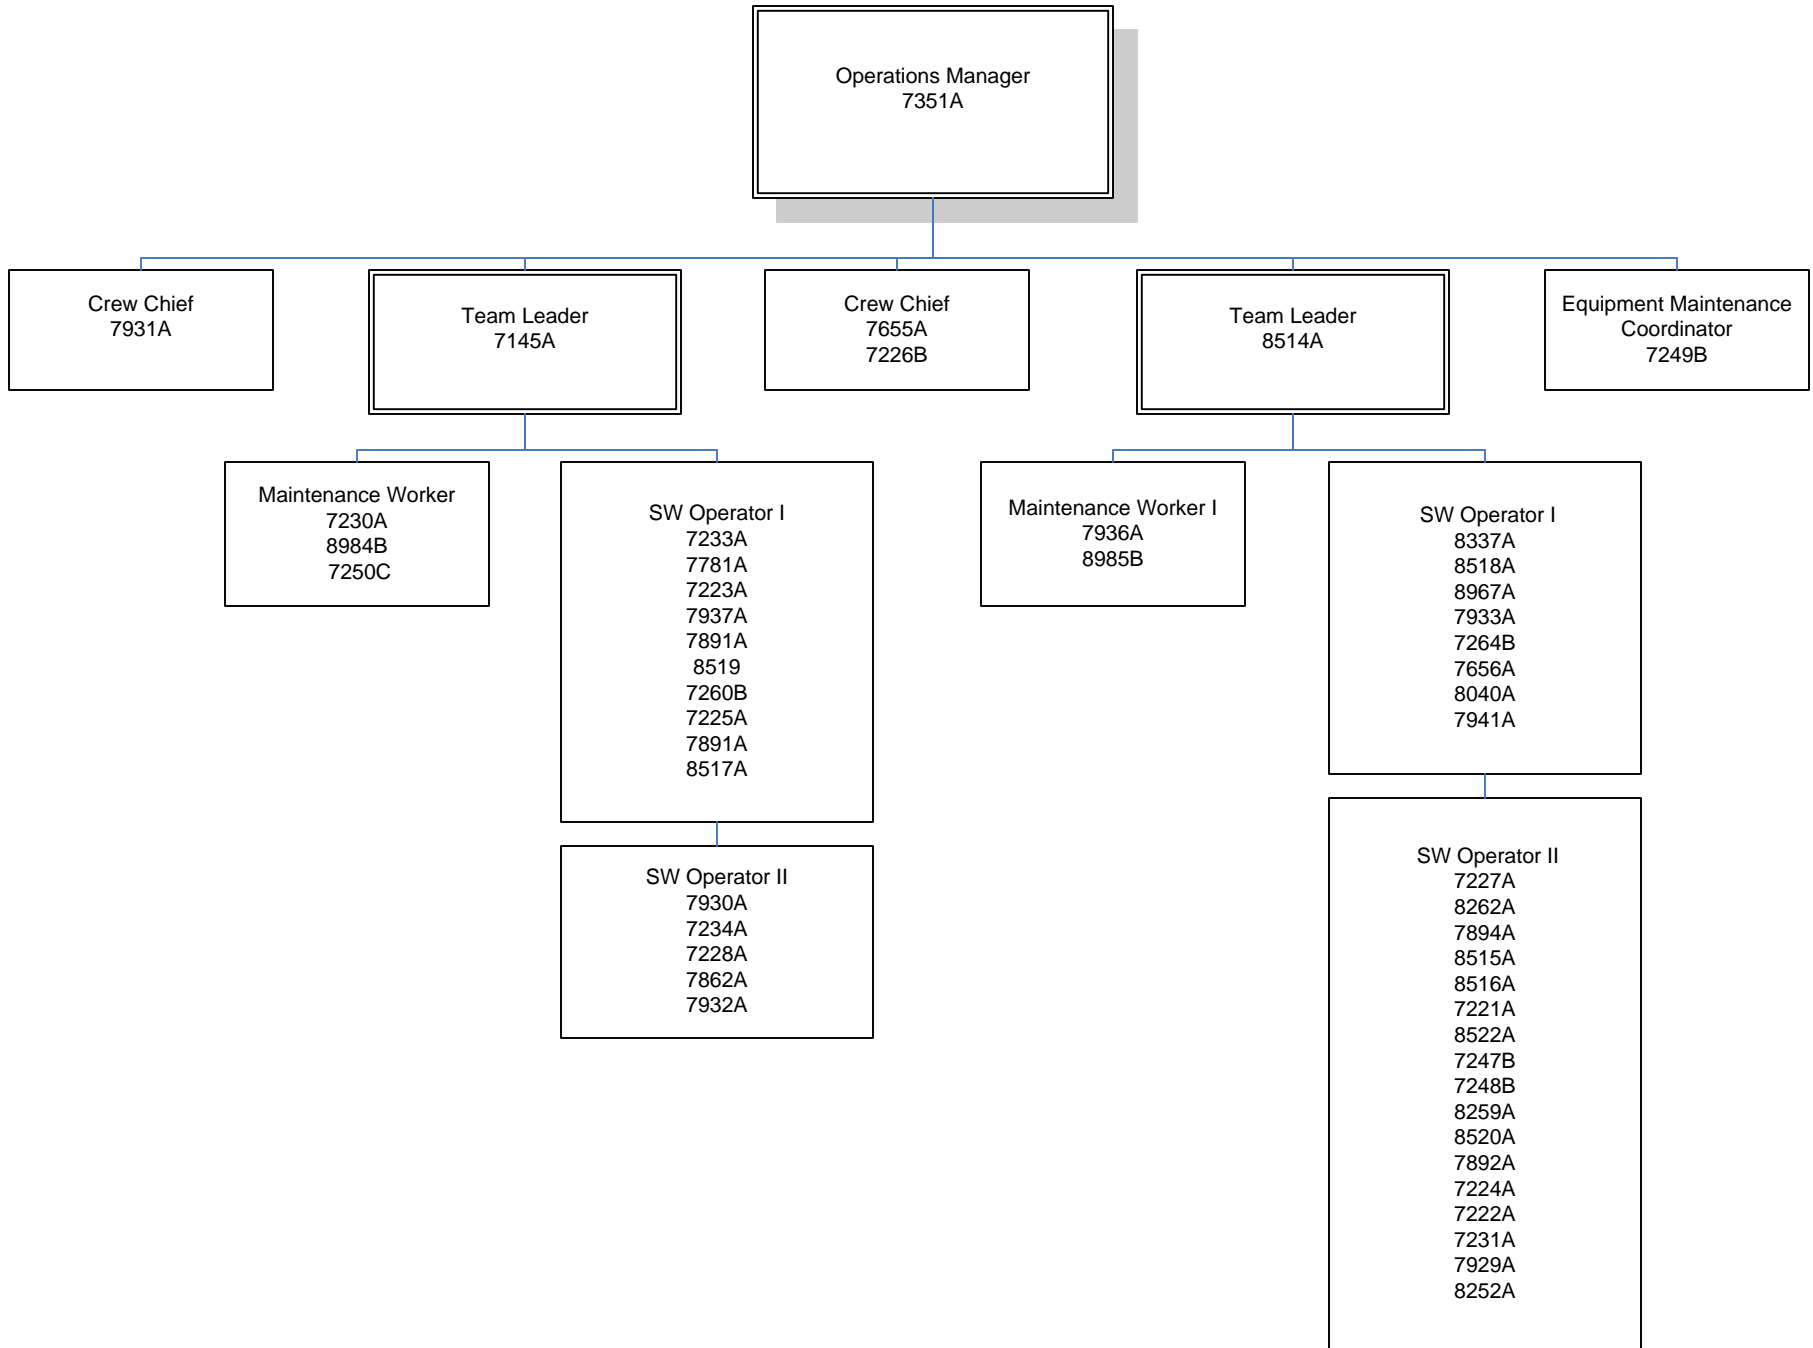 Operations Manager
7351A
Crew Chief
7931A
Team Leader
7145A
Crew Chief
7655A
7226B
Team Leader
8514A
Equipment Maintenance
Coordinator
7249B
Maintenance Worker
7230A
8984B
7250C
SW Operator I
7233A
7781A
7223A
7937A
7891A
8519
7260B
7225A
7891A
8517A
Maintenance Worker I
7936A
8985B
SW Operator I
8337A
8518A
8967A
7933A
7264B
7656A
8040A
7941A
SW Operator II
7930A
7234A
7228A
7862A
7932A
SW Operator II
7227A
8262A
7894A
8515A
8516A
7221A
8522A
7247B
7248B
8259A
8520A
7892A
7224A
7222A
7231A
7929A
8252A